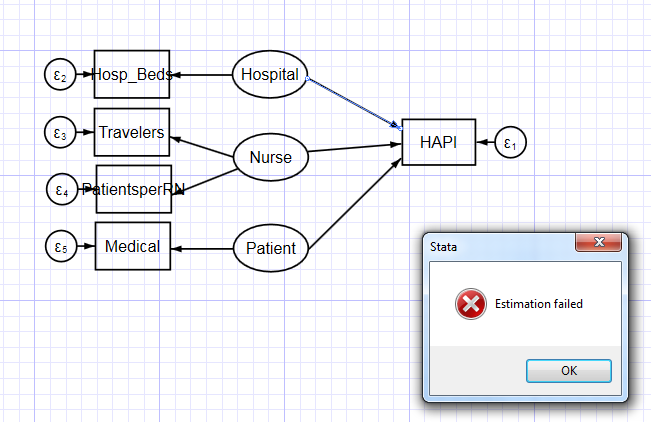 ε2
Hosp_Beds
Hospital
ε3
Travelers
Nurse
HAPI
ε1
ε4
PatientsperRN
ε5
Medical
Patient
Stata
Estimation failed
OK